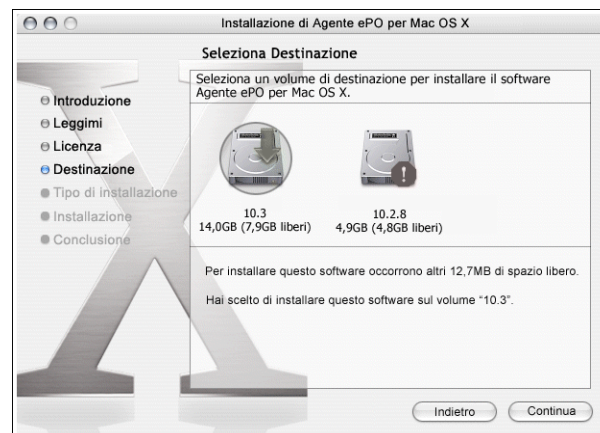 Installazione di Agente ePO per Mac OS X
Seleziona Destinazione
Seleziona un volume di destinazione per installare il software
Agente ePO per Mac OS X.
Introduzione
Leggimi
Licenza
Destinazione
Tipo di installazione
Installazione
Conclusione
10.3
14,0GB (7,9GB liberi)
10.2.8
4,9GB (4,8GB liberi)
Per installare questo software occorrono altri 12,7MB di spazio libero.
Hai scelto di installare questo software sul volume “10.3”.
Indietro
Continua